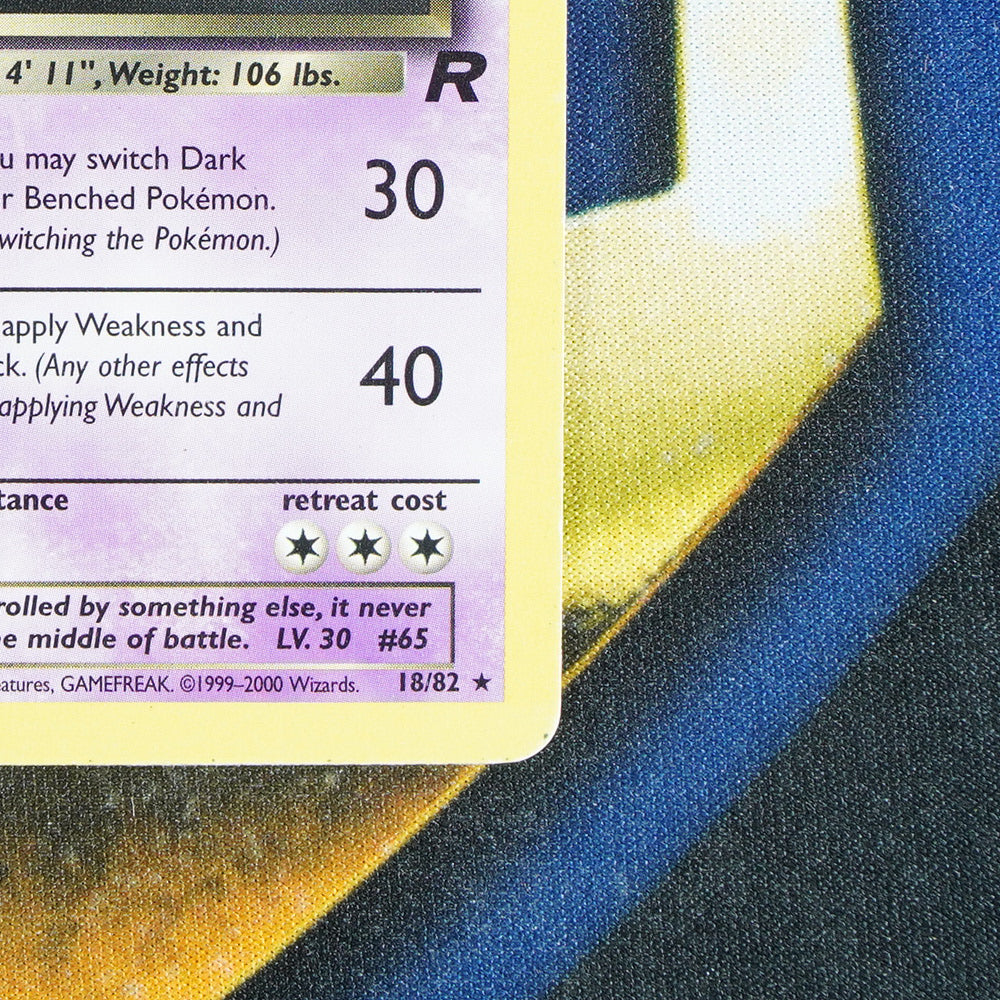 4' 11", Weight: 106 lbs. R
u may switch Dark
r Benched Pokémon.
witching the Pokémon.)
30
apply Weakness and
ck. (Any other effects
applying Weakness and
40
tance retreat cost
rolled by something else, it never
e middle of battle. LV. 30 #65
atures, GAMEFREAK. ©1999–2000 Wizards. 18/82 ★